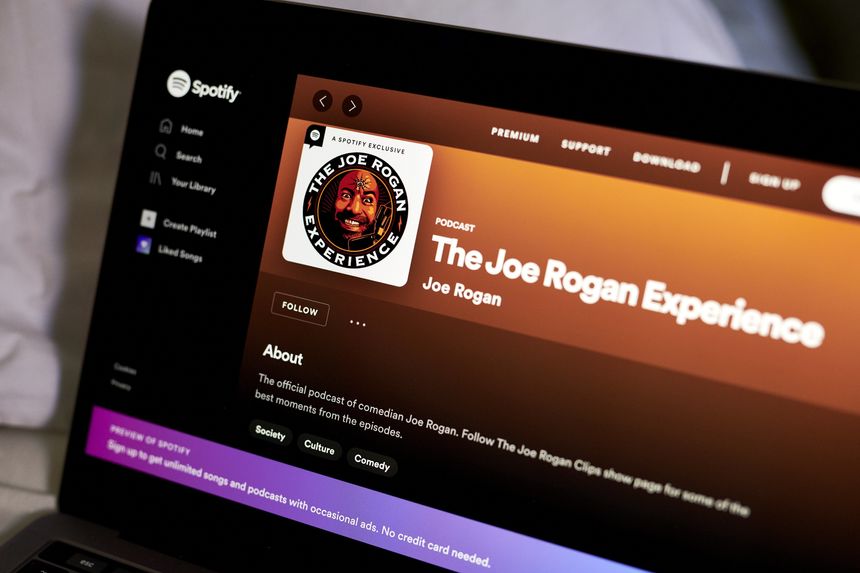 Spotify
Home
Search
Your Library
Create Playlist
Liked Songs
Cookies
Privacy
PREMIUM
SUPPORT
DOWNLOAD
SIGN UP
A SPOTIFY EXCLUSIVE
THE JOE ROGAN
EXPERIENCE
PODCAST
The Joe Rogan Experience
Joe Rogan
FOLLOW
About
The official podcast of comedian Joe Rogan. Follow The Joe Rogan Clips show page for some of the
best moments from the episodes.
Society
Culture
Comedy
PREVIEW OF SPOTIFY
Sign up to get unlimited songs and podcasts with occasional ads. No credit card needed.
esc